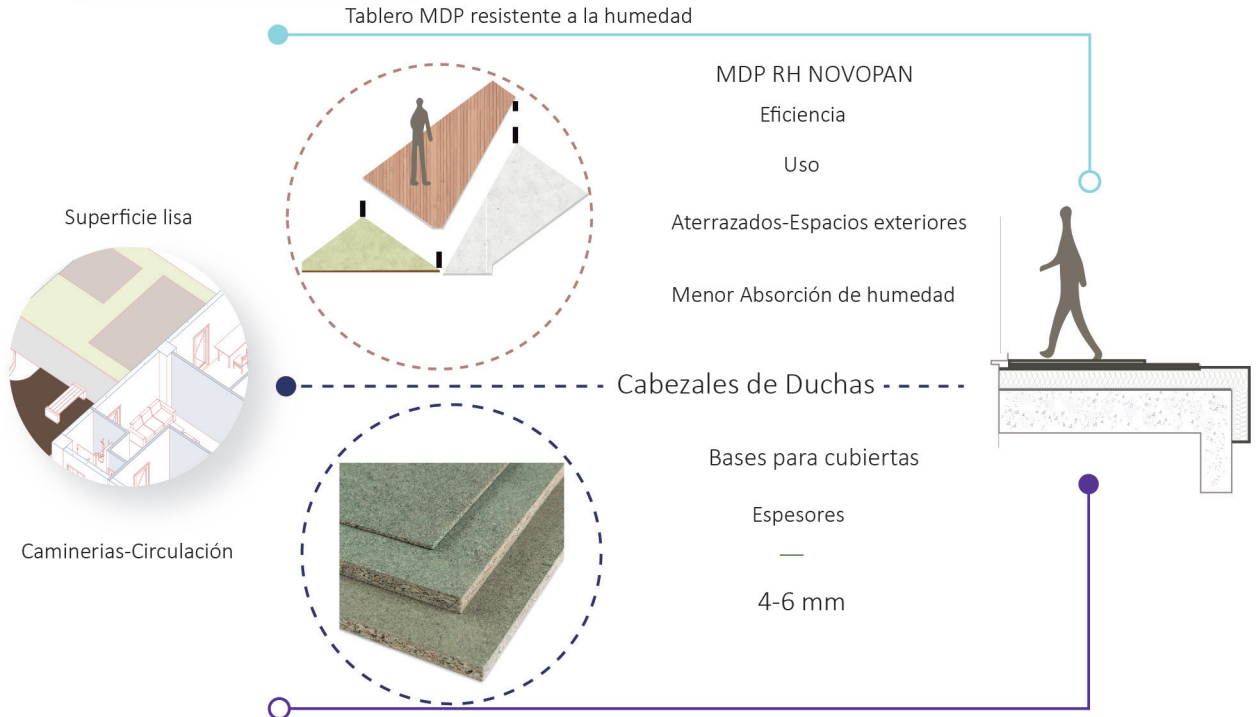 Tablero MDP resistente a la humedad
MDP RH NOVOPAN
Eficiencia
Uso
Superficie lisa
Aterrazados-Espacios exteriores
Menor Absorción de humedad
Cabezales de Duchas
Bases para cubiertas
Espesores
Caminerias-Circulación
4-6 mm